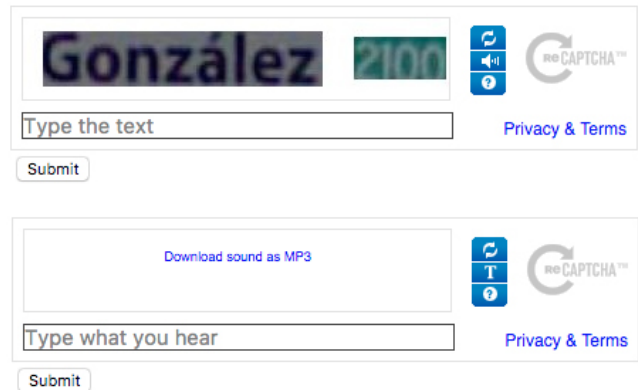 González 2100
reCAPTCHA™
Type the text
Privacy & Terms
Submit
Download sound as MP3
T
reCAPTCHA™
Type what you hear
Privacy & Terms
Submit